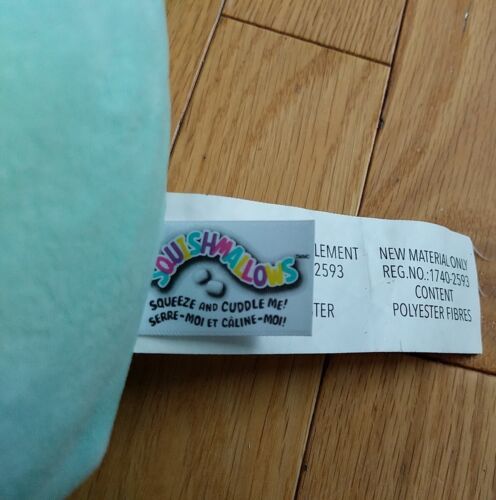 SQUISHMALLOWS
SQUEEZE AND CUDDLE ME!
SERRE-MOI ET CÂLINE-MOI!
LEMENT
2593
STER
NEW MATERIAL ONLY
REG.NO.:1740-2593
CONTENT
POLYESTER FIBRES